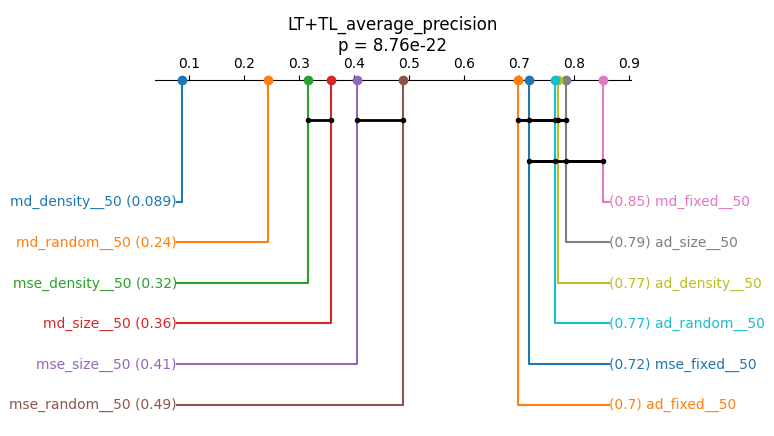 LT+TL_average_precision
p = 8.76e-22
0.1 0.2 0.3 0.4 0.5 0.6 0.7 0.8 0.9
md_density__50 (0.089)
(0.85) md_fixed__50
md_random__50 (0.24)
(0.79) ad_size__50
mse_density__50 (0.32)
(0.77) ad_density__50
md_size__50 (0.36)
(0.77) ad_random__50
mse_size__50 (0.41)
(0.72) mse_fixed__50
mse_random__50 (0.49)
(0.7) ad_fixed__50